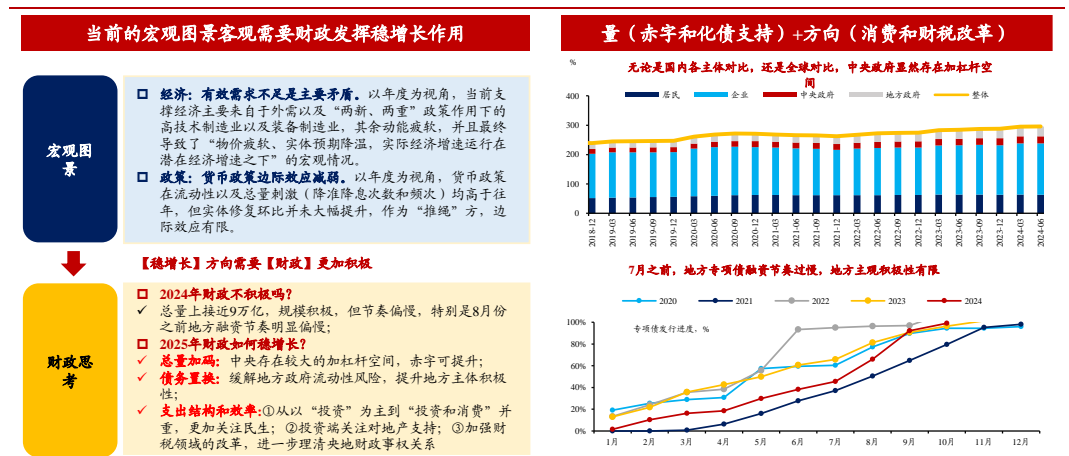 当前的宏观图景客观需要财政发挥稳增长作用
宏观图
景
经济：有效需求不足是主要矛盾。以年度为视角，当前支
撑经济主要来自于外需以及“两新、两重”政策作用下的
高技术制造业以及装备制造业，其余动能疲软，并且最终
导致了“物价疲软、实体预期降温，实际经济增速运行在
潜在经济增速之下”的宏观情况。
政策：货币政策边际效应减弱。以年度为视角，货币政策
在流动性以及总量刺激（降准降息次数和频次）均高于往
年，但实体修复环比并未大幅提升，作为“推绳”方，边
际效应有限。
【稳增长】方向需要【财政】更加积极
财政思
考
2024年财政不积极吗？
总量上接近9万亿，规模积极，但节奏偏慢，特别是8月份
之前地方融资节奏明显偏慢；
2025年财政如何稳增长？
总量加码：中央存在较大的加杠杆空间，赤字可提升；
债务置换：缓解地方政府流动性风险，提升地方主体积极
性；
支出结构和效率:①从以“投资”为主到“投资和消费”并
重，更加关注民生；②投资端关注对地产支持；③加强财
税领域的改革，进一步理清央地财政事权关系
量（赤字和化债支持）+方向（消费和财税改革）
%
无论是国内各主体对比，还是全球对比，中央政府显然存在加杠杆空
间
居民 企业 中央政府 地方政府 整体
400
300
200
100
0
2018-12 2019-03 2019-06 2019-09 2019-12 2020-03 2020-06 2020-09 2020-12 2021-03 2021-06 2021-09 2021-12 2022-03 2022-06 2022-09 2022-12 2023-03 2023-06 2023-09 2023-12 2024-03 2024-06
7月之前，地方专项债融资节奏过慢，地方主观积极性有限
2020 2021 2022 2023 2024
专项债发行进度，%
100%
80%
60%
40%
20%
0%
1月 2月 3月 4月 5月 6月 7月 8月 9月 10月 11月 12月